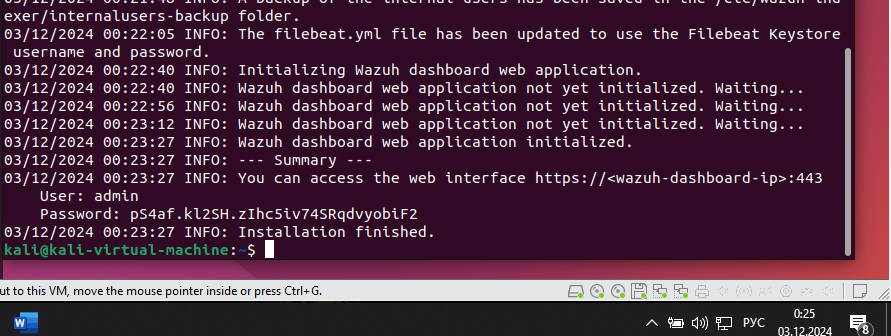 03/12/2024 00:21:48 INFO: A backup of the internal users has been saved in the /etc/wazuh-ind
exer/internalusers-backup folder.
03/12/2024 00:22:05 INFO: The filebeat.yml file has been updated to use the Filebeat Keystore
 username and password.
03/12/2024 00:22:40 INFO: Initializing Wazuh dashboard web application.
03/12/2024 00:22:40 INFO: Wazuh dashboard web application not yet initialized. Waiting...
03/12/2024 00:22:56 INFO: Wazuh dashboard web application not yet initialized. Waiting...
03/12/2024 00:23:12 INFO: Wazuh dashboard web application not yet initialized. Waiting...
03/12/2024 00:23:27 INFO: Wazuh dashboard web application initialized.
03/12/2024 00:23:27 INFO: --- Summary ---
03/12/2024 00:23:27 INFO: You can access the web interface https://<wazuh-dashboard-ip>:443
    User: admin
    Password: pS4af.kl2SH.zIhc5iv74SRqdvyobiF2
03/12/2024 00:23:27 INFO: Installation finished.
kali@kali-virtual-machine:~$
ut to this VM, move the mouse pointer inside or press Ctrl+G.
W
РУС
0:25
03.12.2024
8